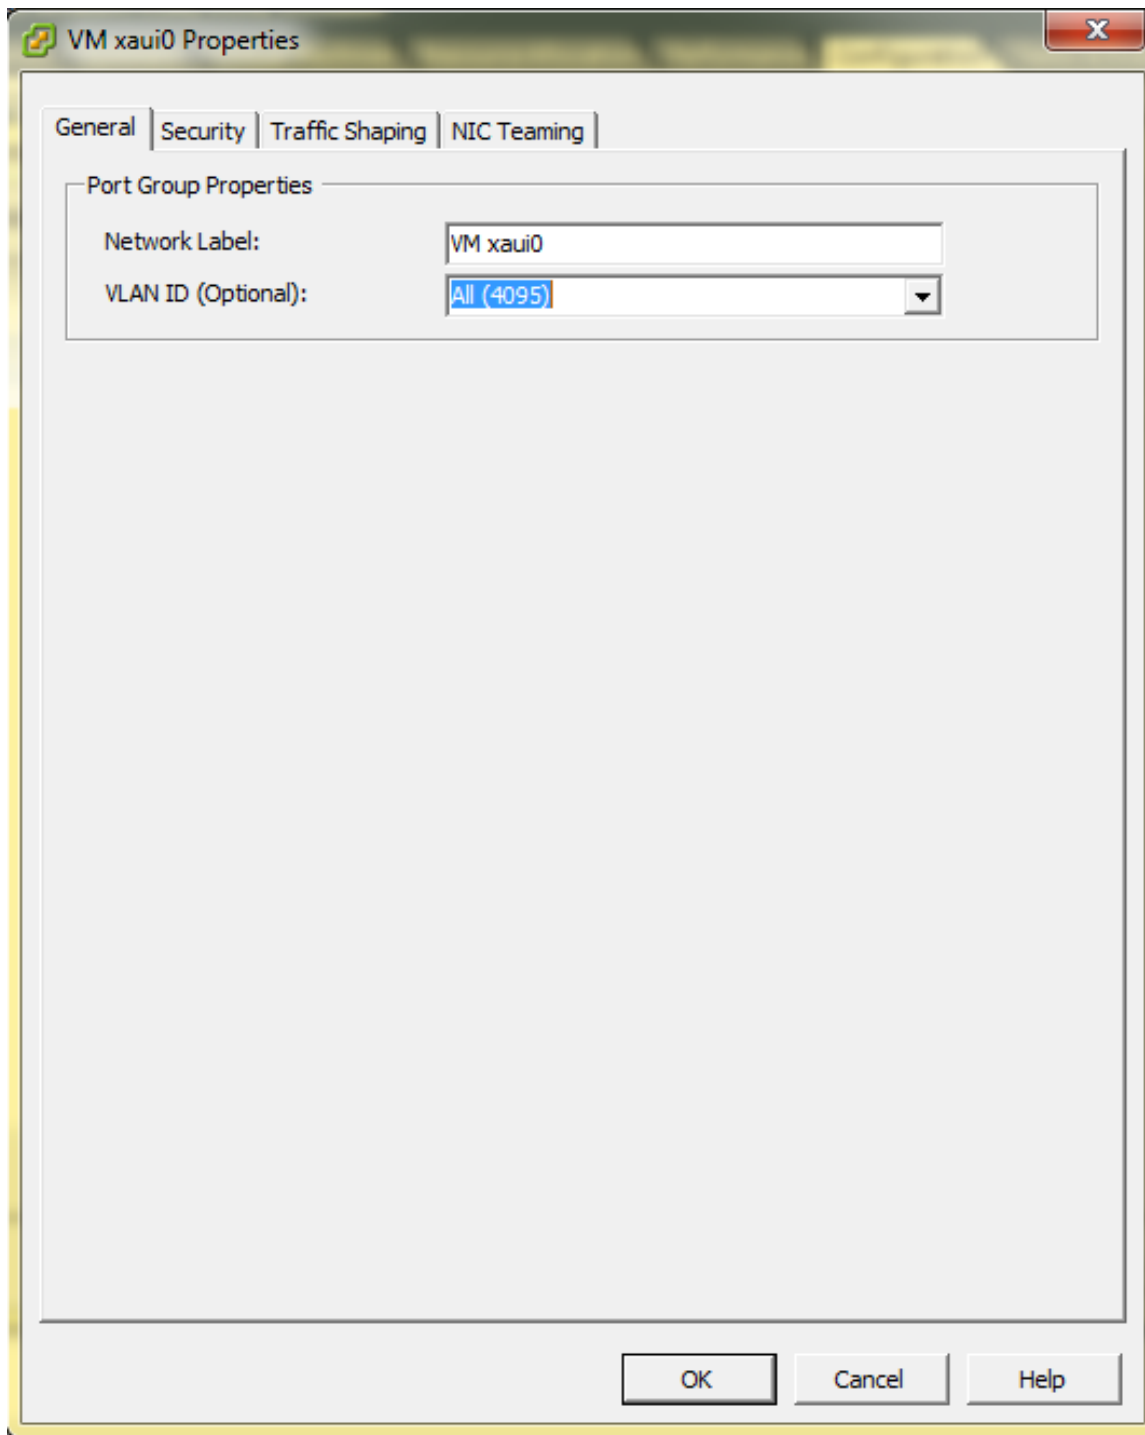 VM xaui0 Properties
General
Security
Traffic Shaping
NIC Teaming
Port Group Properties
Network Label:
VM xaui0
VLAN ID (Optional):
All (4095)
OK
Cancel
Help